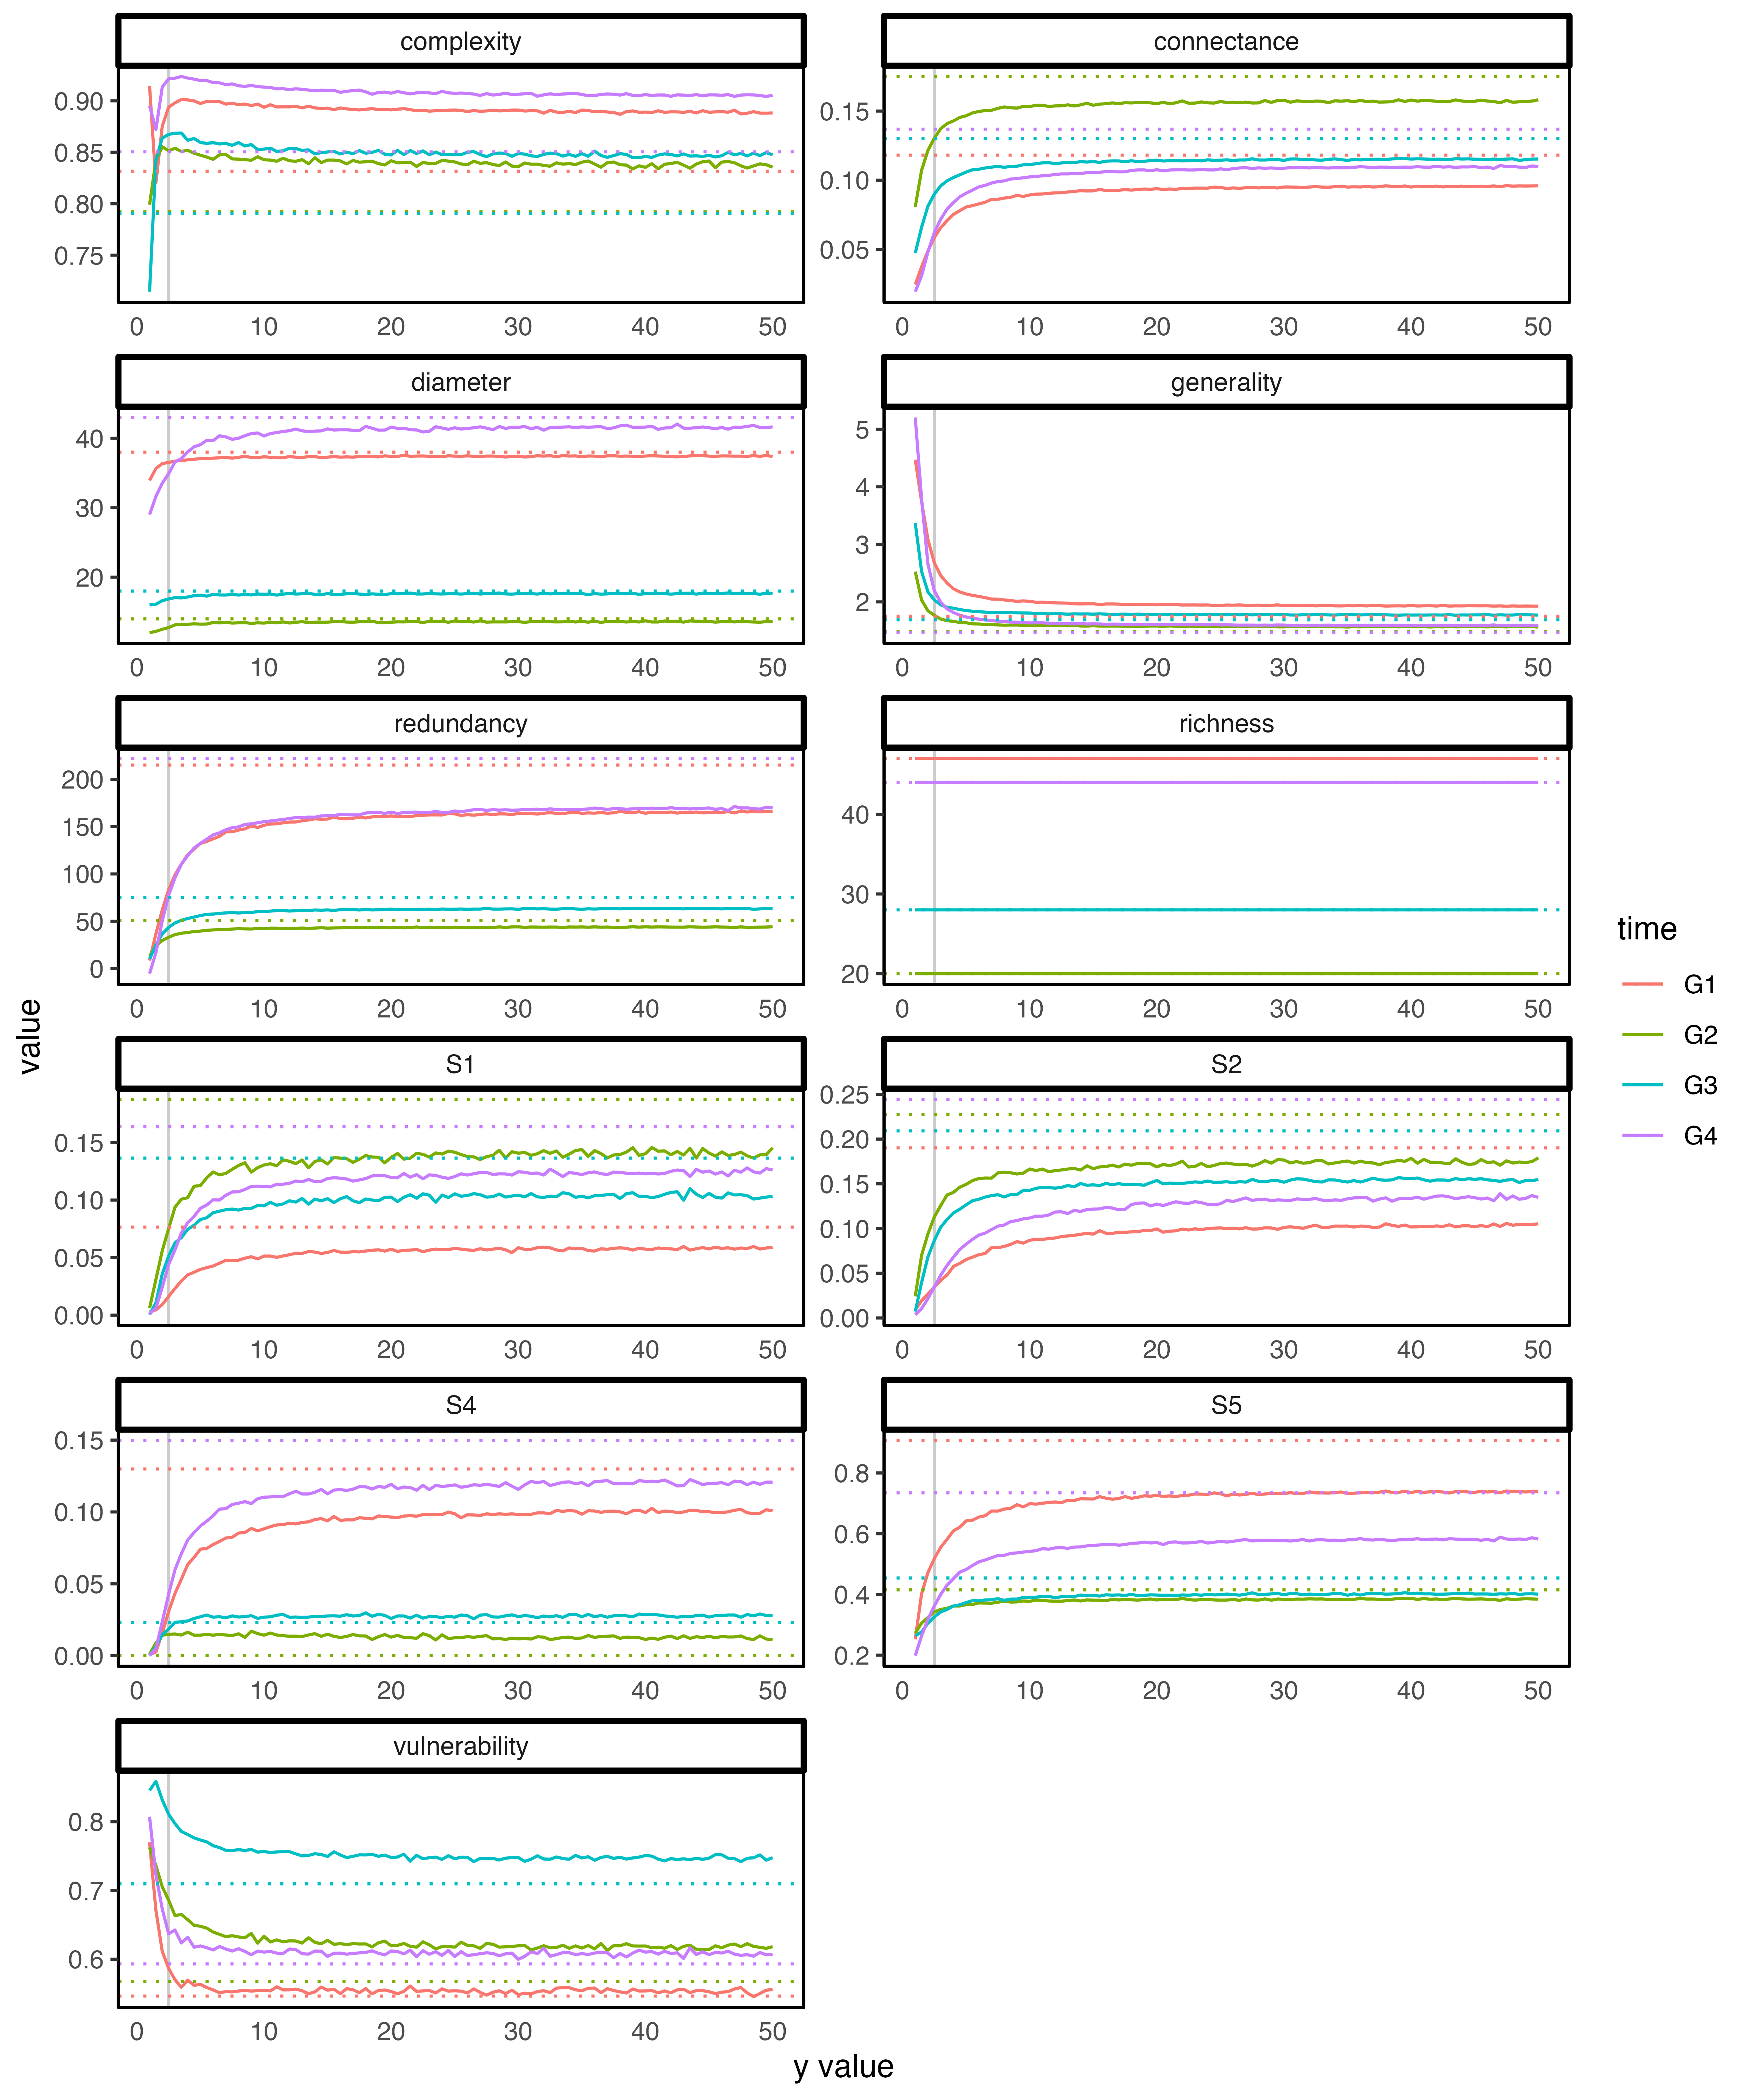 complexity
connectance
0.90
0.85
0.80
0.75
0.15
0.10
0.05
0 10 20 30 40 50
0 10 20 30 40 50
diameter
generality
40
30
20
5
4
3
2
0 10 20 30 40 50
0 10 20 30 40 50
redundancy
richness
200
150
100
50
0
40
30
20
0 10 20 30 40 50
0 10 20 30 40 50
S1
S2
0.15
0.10
0.05
0.00
0.25
0.20
0.15
0.10
0.05
0.00
0 10 20 30 40 50
0 10 20 30 40 50
S4
S5
0.15
0.10
0.05
0.00
0.8
0.6
0.4
0.2
0 10 20 30 40 50
0 10 20 30 40 50
vulnerability
0.8
0.7
0.6
0 10 20 30 40 50
y value
value
time
G1
G2
G3
G4